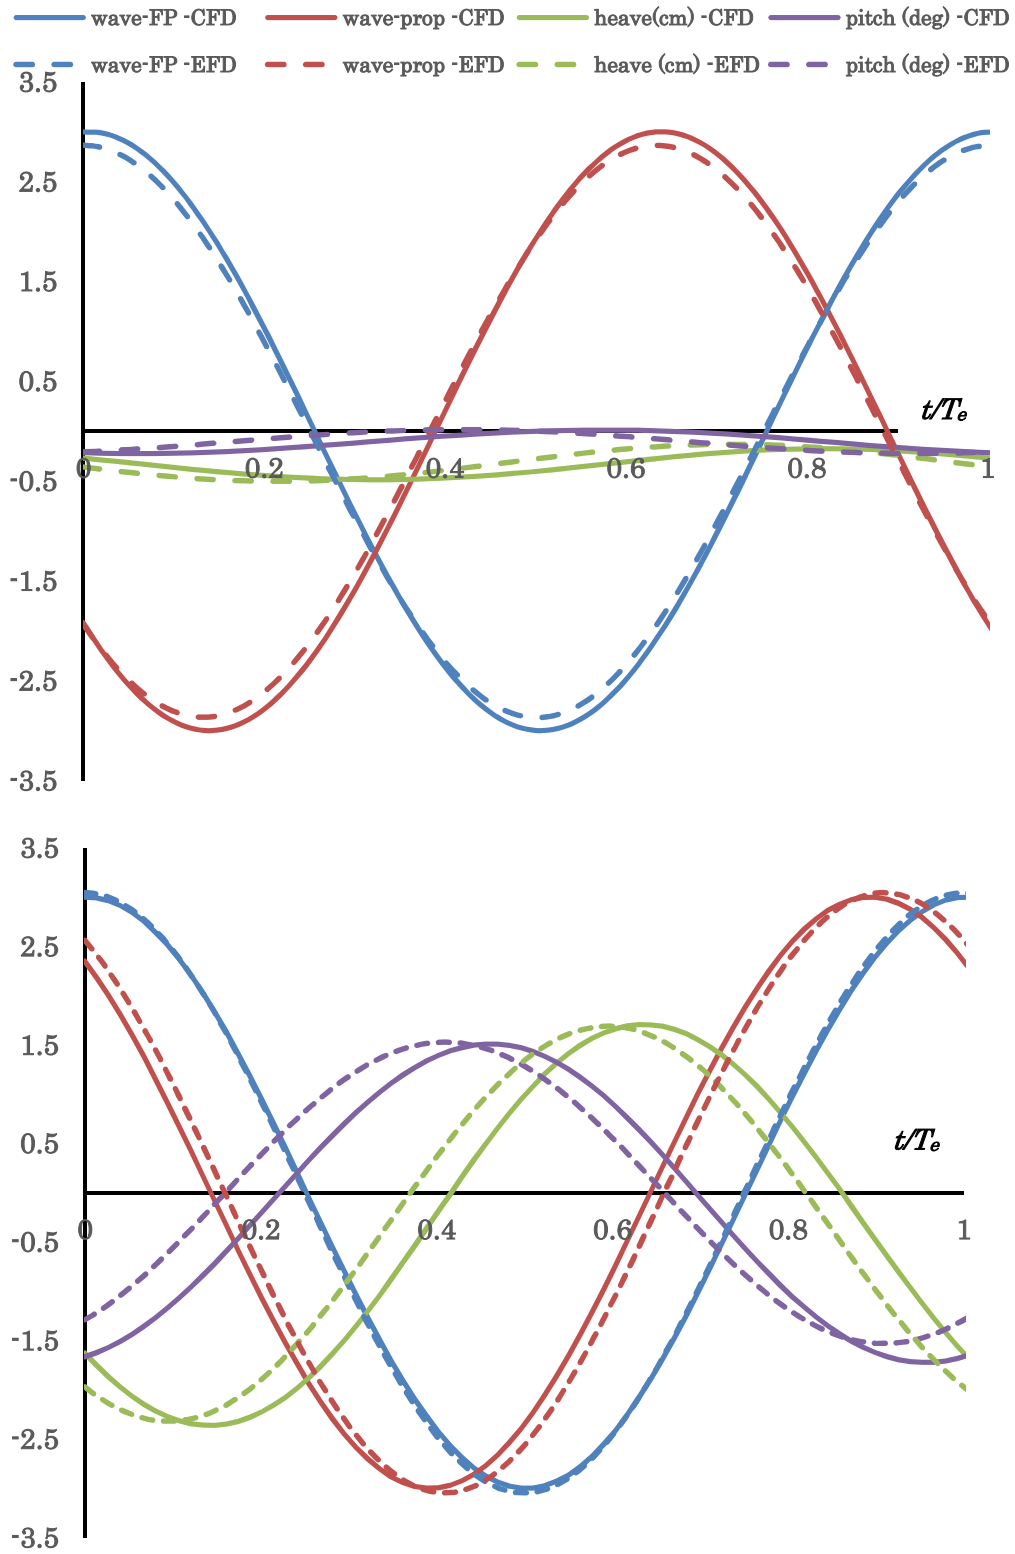 wave-FP -CFD wave-prop -CFD heave(cm) -CFD pitch (deg) -CFD
wave-FP -EFD wave-prop -EFD heave (cm) -EFD pitch (deg) -EFD
3.5
2.5
1.5
0.5
t/Te
0 0.2 0.4 0.6 0.8 1
-0.5
-1.5
-2.5
-3.5
3.5
2.5
1.5
0.5
t/Te
0 0.2 0.4 0.6 0.8 1
-0.5
-1.5
-2.5
-3.5